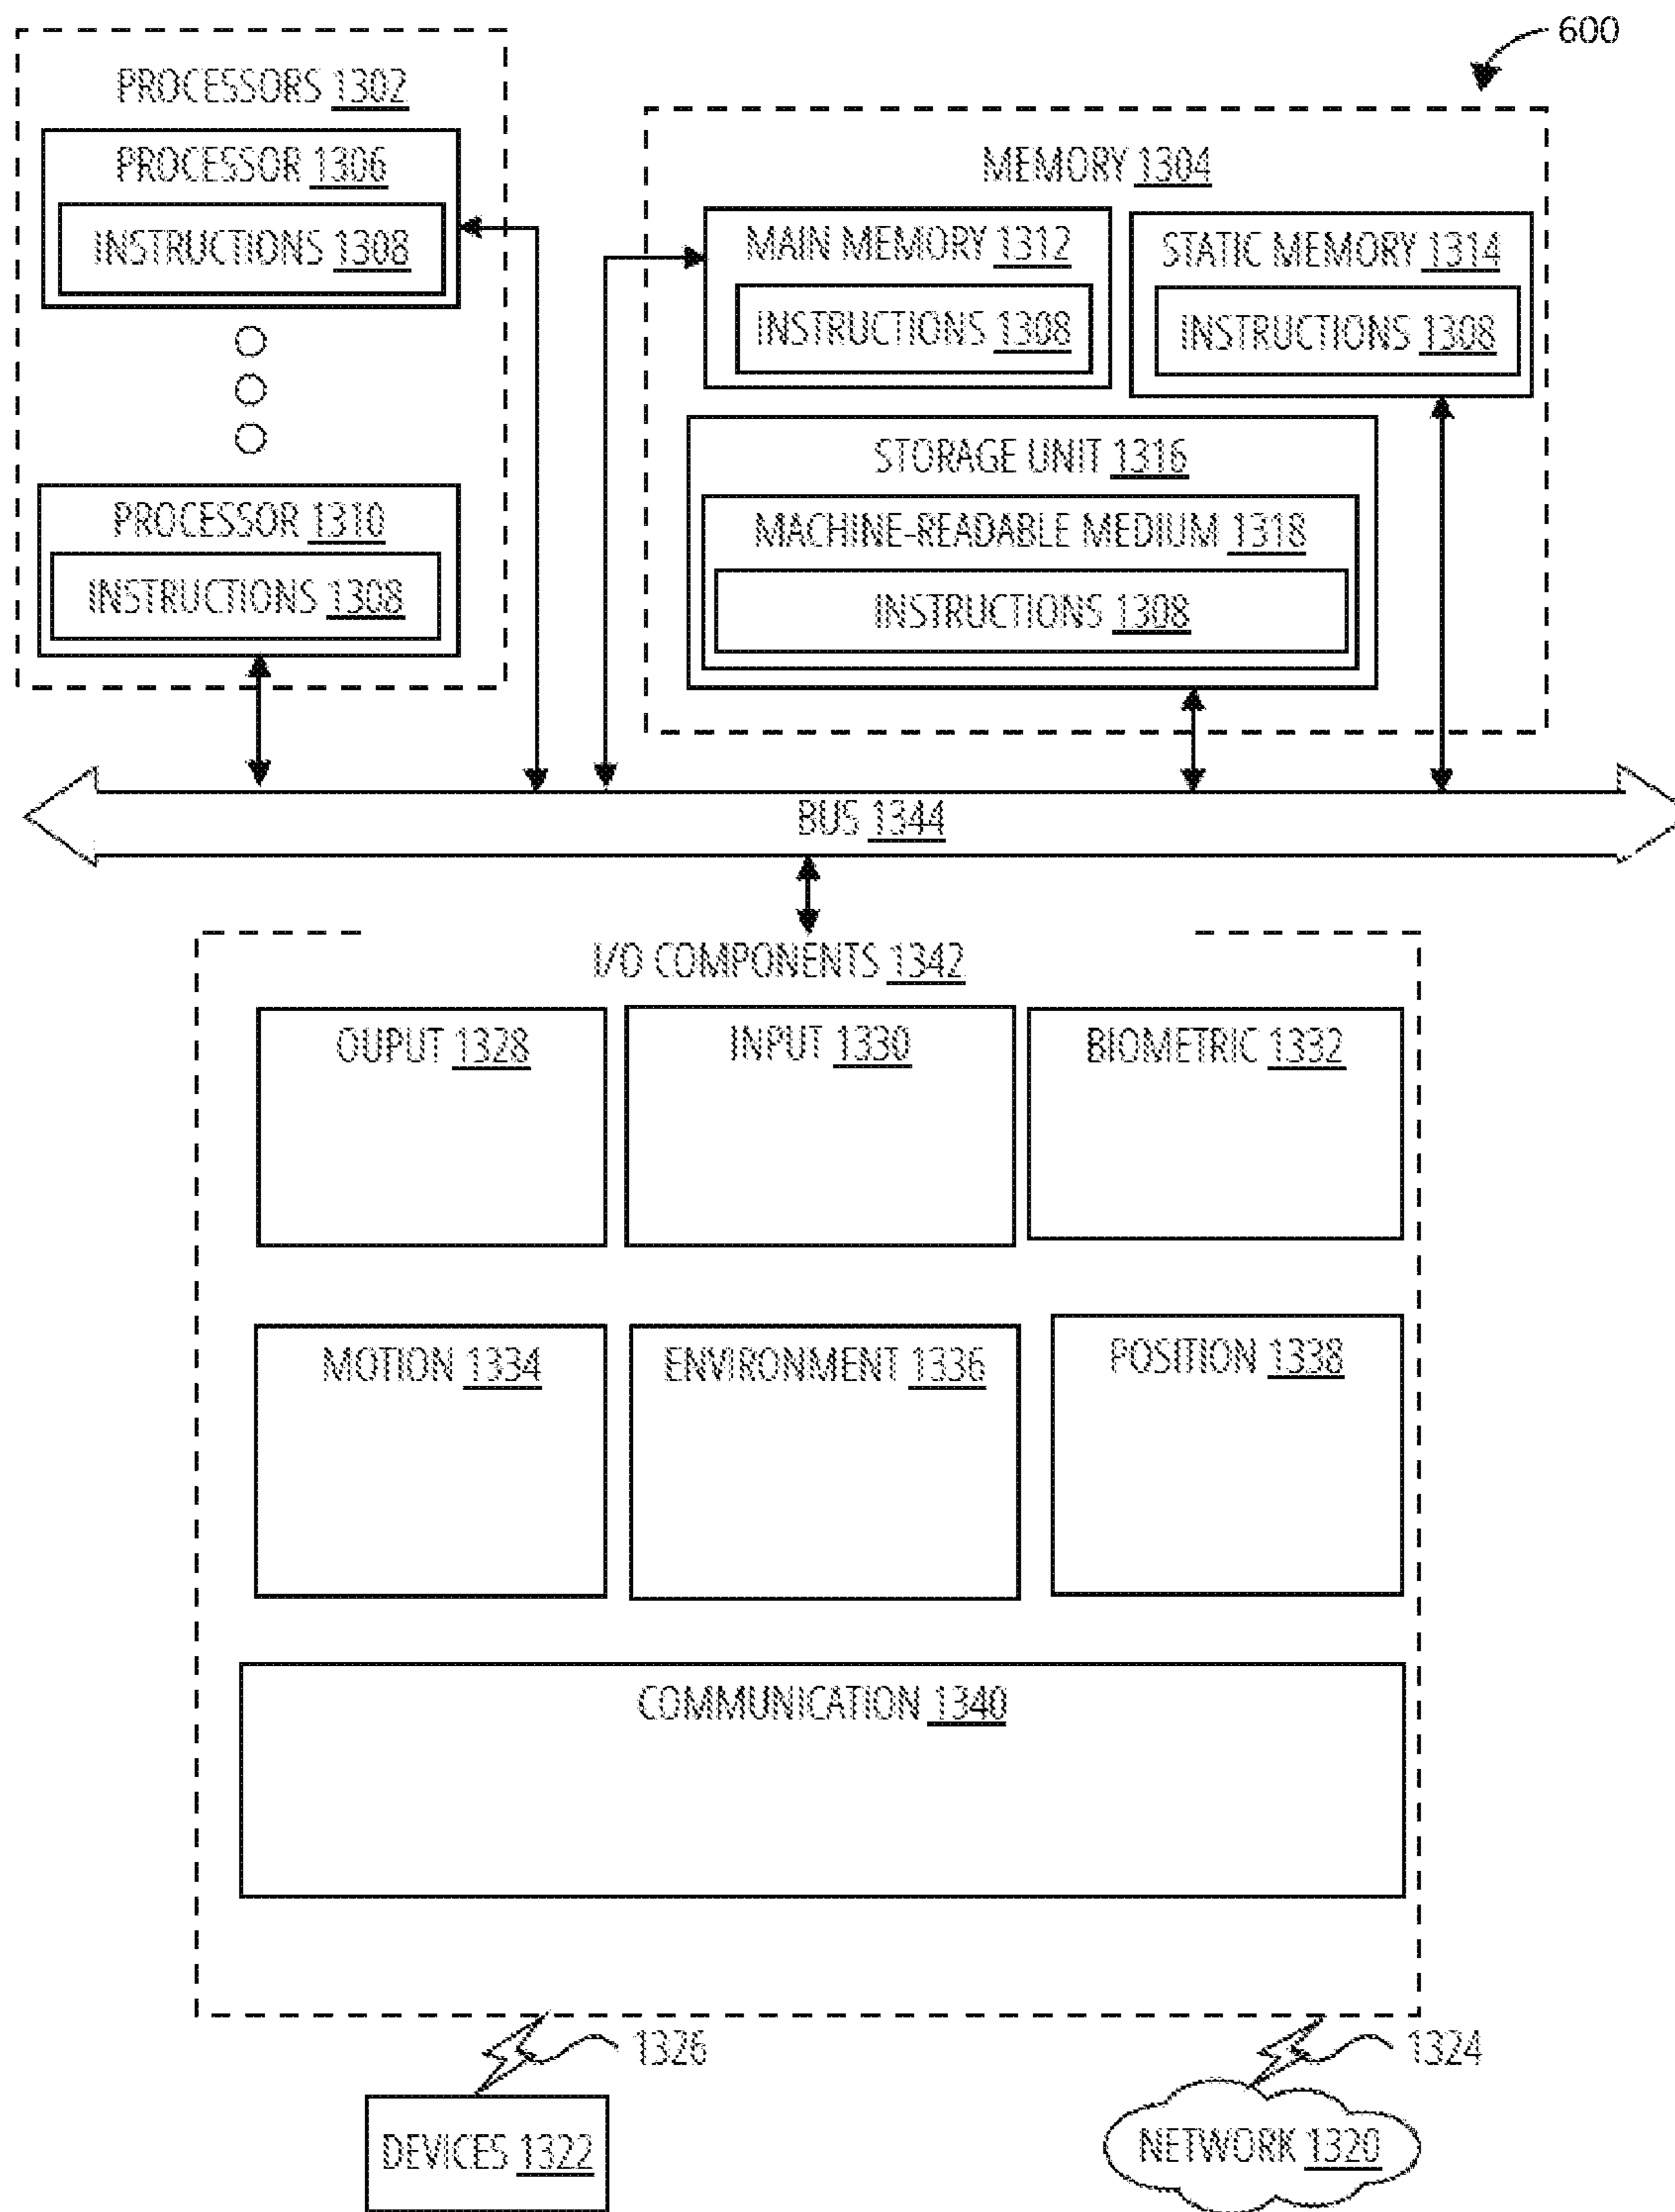 600
PROCESSORS 1302
PROCESSOR 1306
INSTRUCTIONS 1308
PROCESSOR 1310
INSTRUCTIONS 1308
MEMORY 1304
MAIN MEMORY 1312
INSTRUCTIONS 1308
STATIC MEMORY 1314
INSTRUCTIONS 1308
STORAGE UNIT 1316
MACHINE-READABLE MEDIUM 1318
INSTRUCTIONS 1308
BUS 1344
I/O COMPONENTS 1342
OUPUT 1328
INPUT 1330
BIOMETRIC 1332
MOTION 1334
ENVIRONMENT 1336
POSITION 1338
COMMUNICATION 1340
1326
1324
DEVICES 1322
NETWORK 1320